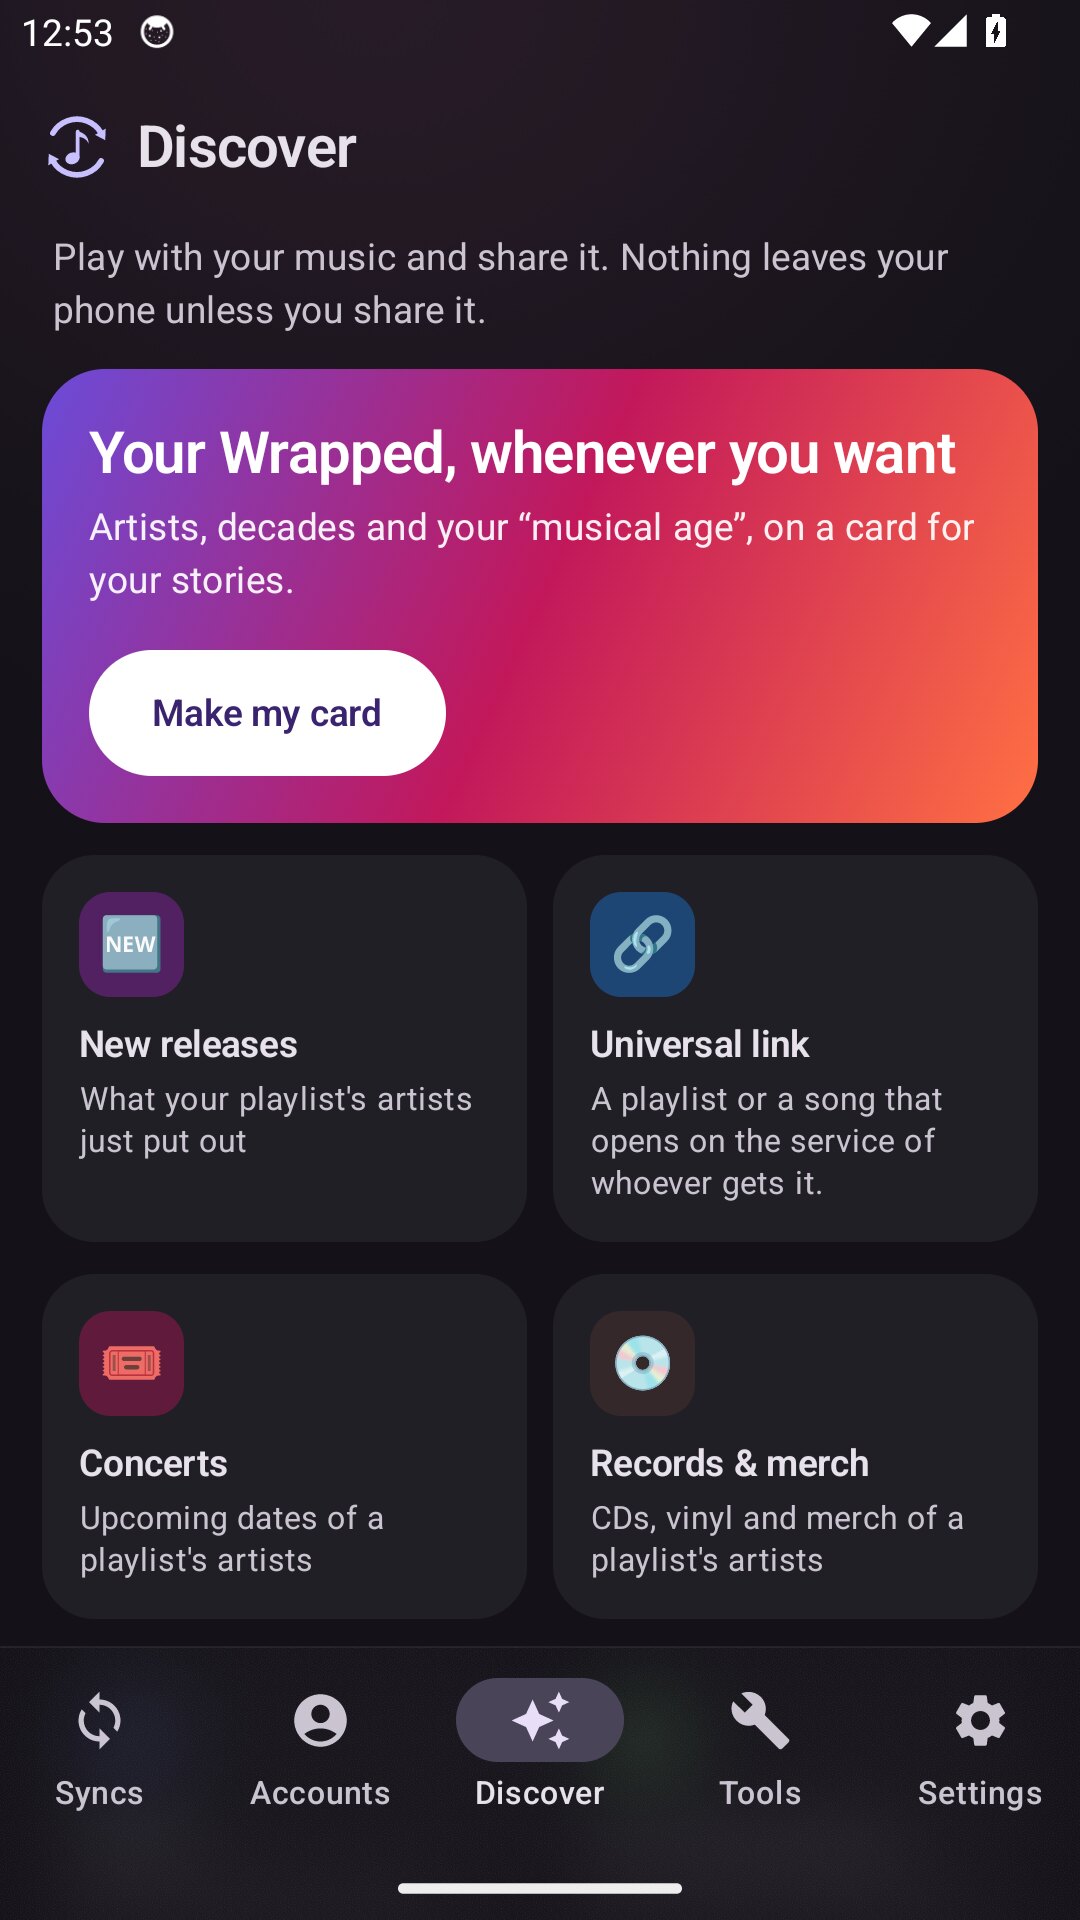 12:53
Discover
Play with your music and share it. Nothing leaves your
phone unless you share it.
Your Wrapped, whenever you want
Artists, decades and your “musical age”, on a card for
your stories.
Make my card
NEW
New releases
What your playlist's artists
just put out
Universal link
A playlist or a song that
opens on the service of
whoever gets it.
Concerts
Upcoming dates of a
playlist's artists
Records & merch
CDs, vinyl and merch of a
playlist's artists
Syncs
Accounts
Discover
Tools
Settings